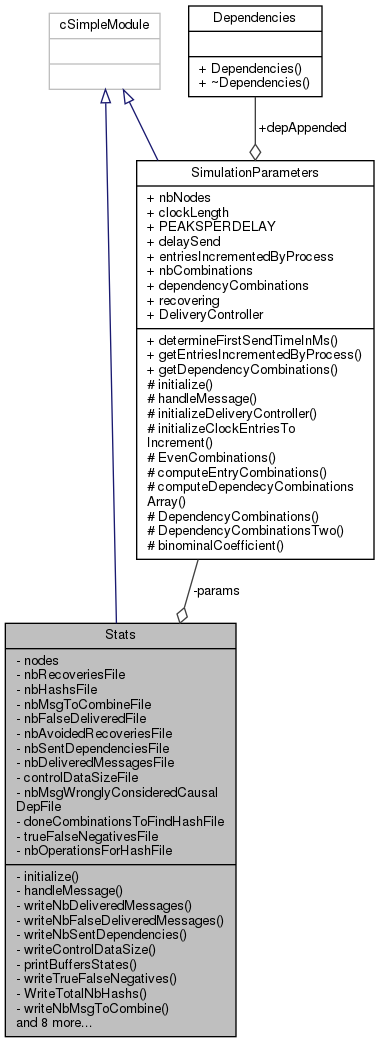 cSimpleModule
Dependencies
+ Dependencies()
+ ~Dependencies()
+depAppended
SimulationParameters
+ nbNodes
+ clockLength
+ PEAKSPERDELAY
+ delaySend
+ entriesIncrementedByProcess
+ nbCombinations
+ dependencyCombinations
+ recovering
+ DeliveryController
+ determineFirstSendTimeInMs()
+ getEntriesIncrementedByProcess()
+ getDependencyCombinations()
# initialize()
# handleMessage()
# initializeDeliveryController()
# initializeClockEntriesTo
Increment()
# EvenCombinations()
# computeEntryCombinations()
# computeDependecyCombinations
Array()
# DependencyCombinations()
# DependencyCombinationsTwo()
# binominalCoefficient()
-params
Stats
- nodes
- nbRecoveriesFile
- nbHashsFile
- nbMsgToCombineFile
- nbFalseDeliveredFile
- nbAvoidedRecoveriesFile
- nbSentDependenciesFile
- nbDeliveredMessagesFile
- controlDataSizeFile
- nbMsgWronglyConsideredCausal
DepFile
- doneCombinationsToFindHashFile
- trueFalseNegativesFile
- nbOperationsForHashFile
- initialize()
- handleMessage()
- writeNbDeliveredMessages()
- writeNbFalseDeliveredMessages()
- writeNbSentDependencies()
- writeControlDataSize()
- printBuffersStates()
- writeTrueFalseNegatives()
- WriteTotalNbHashs()
- writeNbMsgToCombine()
and 8 more...